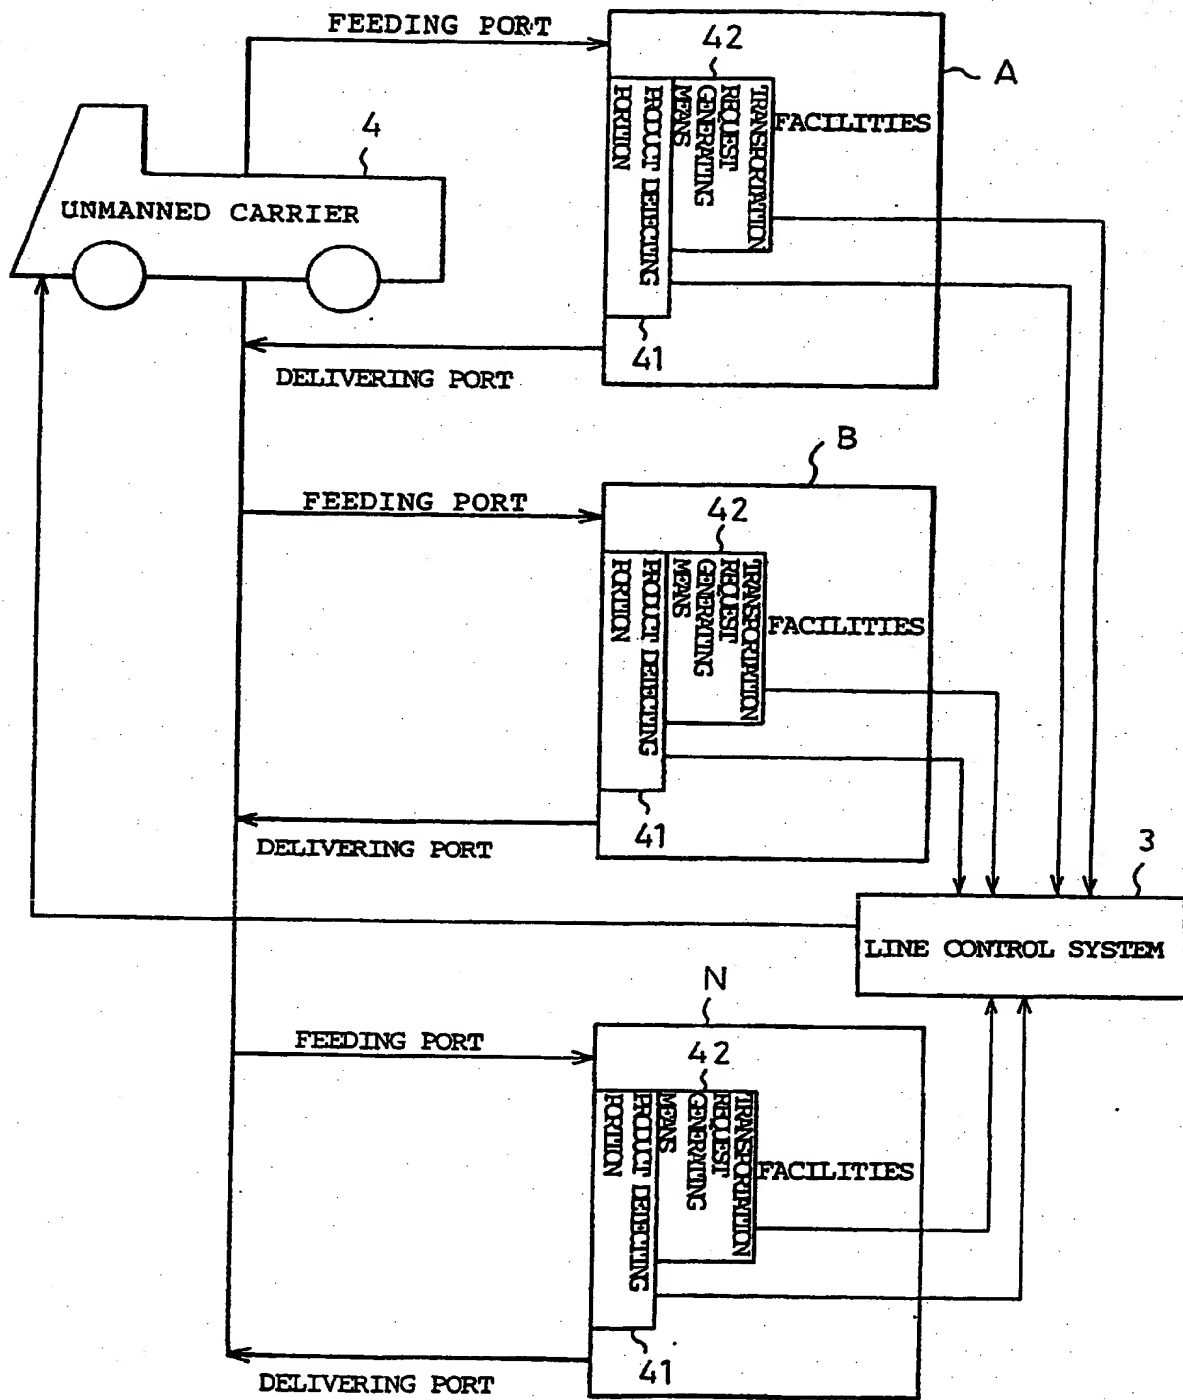 FEEDING PORT
42
A
TRANSPORTATION
REQUEST
GENERATING
MEANS
PRODUCT DETECTING
PORTION
FACILITIES
4
UNMANNED CARRIER
41
DELIVERING PORT
B
FEEDING PORT
42
TRANSPORTATION
REQUEST
GENERATING
MEANS
PRODUCT DETECTING
PORTION
FACILITIES
41
DELIVERING PORT
3
LINE CONTROL SYSTEM
N
FEEDING PORT
42
TRANSPORTATION
REQUEST
GENERATING
MEANS
PRODUCT DETECTING
PORTION
FACILITIES
41
DELIVERING PORT